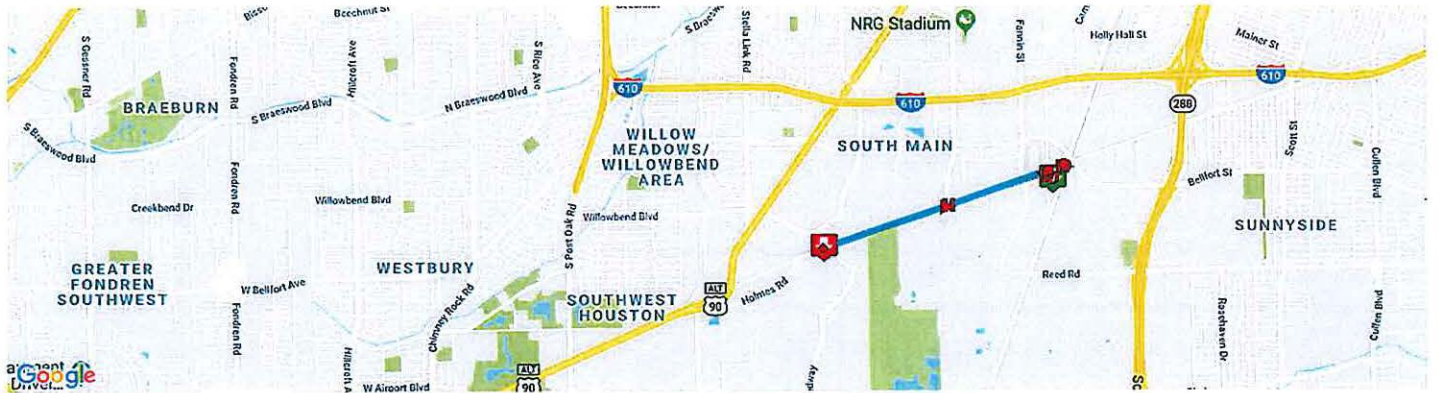 Bisso
Beechnut St
S Gessner Rd
Fondren Rd
Hillcroft Ave
S Rice Ave
S Braes
Stella Link Rd
NRG Stadium
Fannin St
Holly Hall St
Mainer St
610
610
610
BRAEBURN
S Braeswood Blvd
N Braeswood Blvd
S Braeswood Blvd
288
Scott St
Cullen Blvd
WILLOW
MEADOWS/
WILLOWBEND
AREA
SOUTH MAIN
Fondren Rd
Bellfort St
Creekbend Dr
Willowbend Blvd
Willowbend Blvd
SUNNYSIDE
S Post Oak Rd
GREATER
FONDREN
SOUTHWEST
WESTBURY
Reed Rd
W Bellfort Ave
Holmes Rd
SOUTHWEST
HOUSTON
ALT
90
Chimney Rock Rd
Fondren Rd
Rosehaven Dr
Cullen Blvd
Hillcroft A
W Airport Blvd
ALT
90
Google